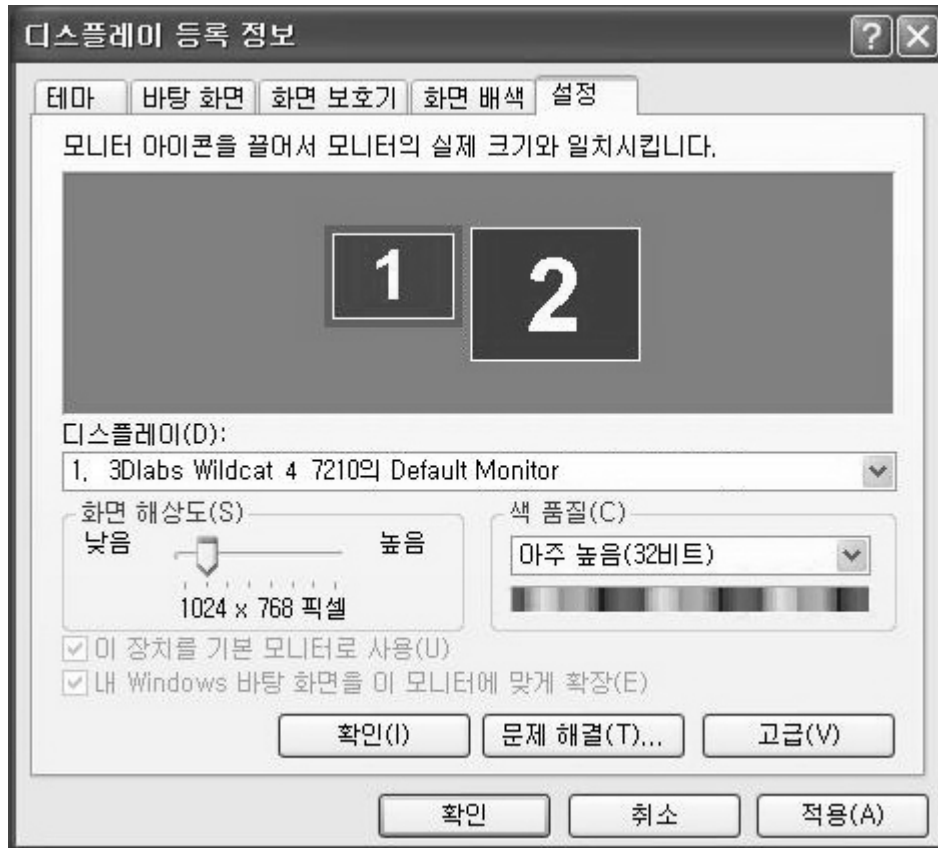 디스플레이 등록 정보
테마 바탕 화면 화면 보호기 화면 배색 설정
모니터 아이콘을 끌어서 모니터의 실제 크기와 일치시킵니다.
1 2
디스플레이(D):
1, 3Dlabs Wildcat 4 7210의 Default Monitor
화면 해상도(S) 색 품질(C)
낮음 높음 아주 높음(32비트)
1024 x 768 픽셀
이 장치를 기본 모니터로 사용(U)
내 Windows 바탕 화면을 이 모니터에 맞게 확장(E)
확인(I) 문제 해결(T)... 고급(V)
확인 취소 적용(A)